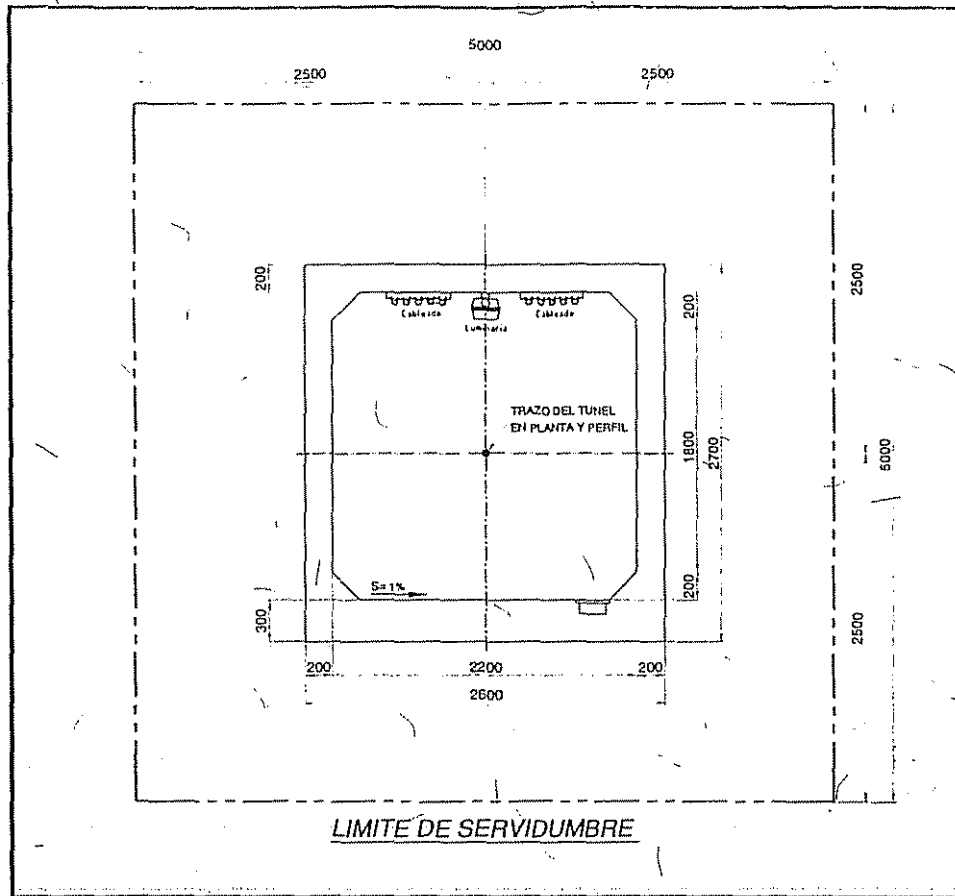 5000
2500 2500
200
200
Cableado Cableado
Luminaria
2500
TRAZO DEL TUNEL
EN PLANTA Y PERFIL
1800
2700
5000
S=1%
200
300
2500
200 2200 200
2600
LIMITE DE SERVIDUMBRE